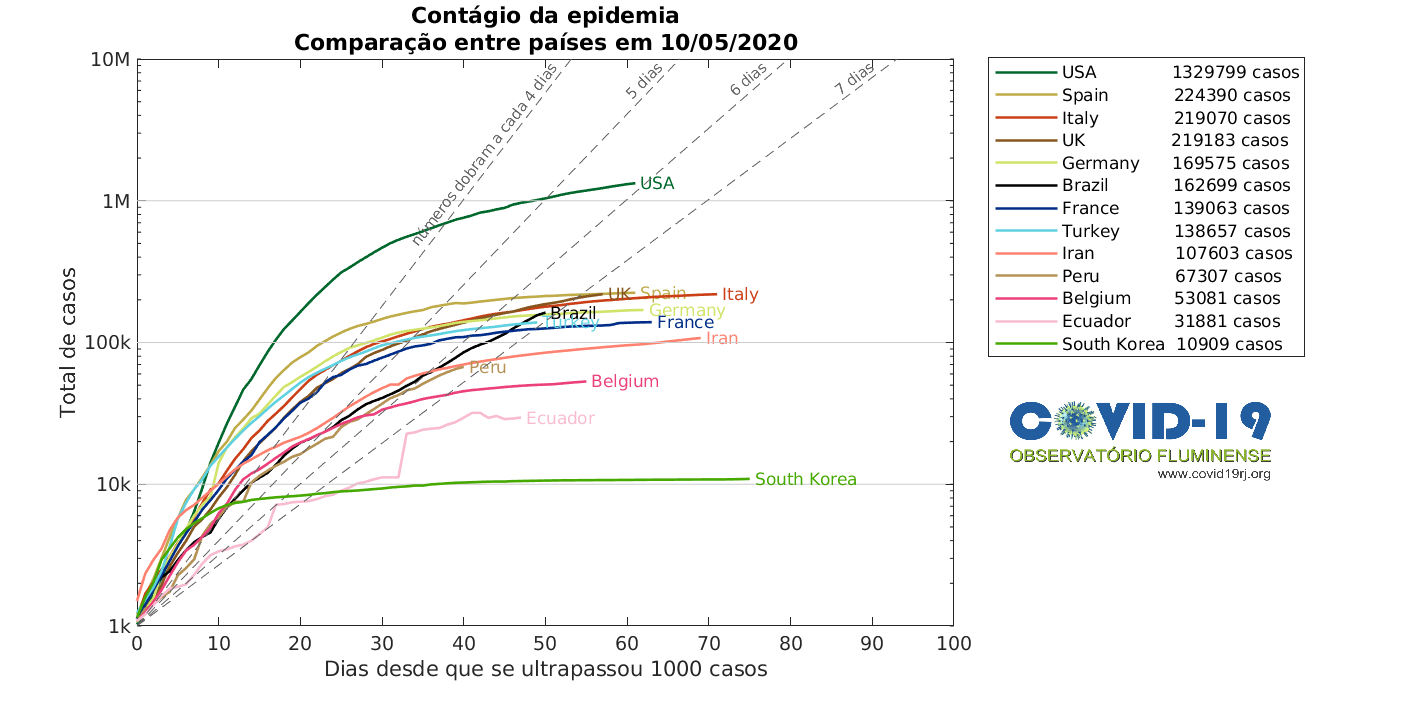 Contágio da epidemia
Comparação entre países em 10/05/2020
Total de casos
10M
1M
100k
10k
1k
0 10 20 30 40 50 60 70 80 90 100
Dias desde que se ultrapassou 1000 casos
números dobram a cada 4 dias
5 dias
6 dias
7 dias
USA
Spain
UK
Italy
Germany
Brazil
Turkey
France
Iran
Peru
Belgium
Ecuador
South Korea
USA 1329799 casos
Spain 224390 casos
Italy 219070 casos
UK 219183 casos
Germany 169575 casos
Brazil 162699 casos
France 139063 casos
Turkey 138657 casos
Iran 107603 casos
Peru 67307 casos
Belgium 53081 casos
Ecuador 31881 casos
South Korea 10909 casos
COVID-19
OBSERVATÓRIO FLUMINENSE
www.covid19rj.org